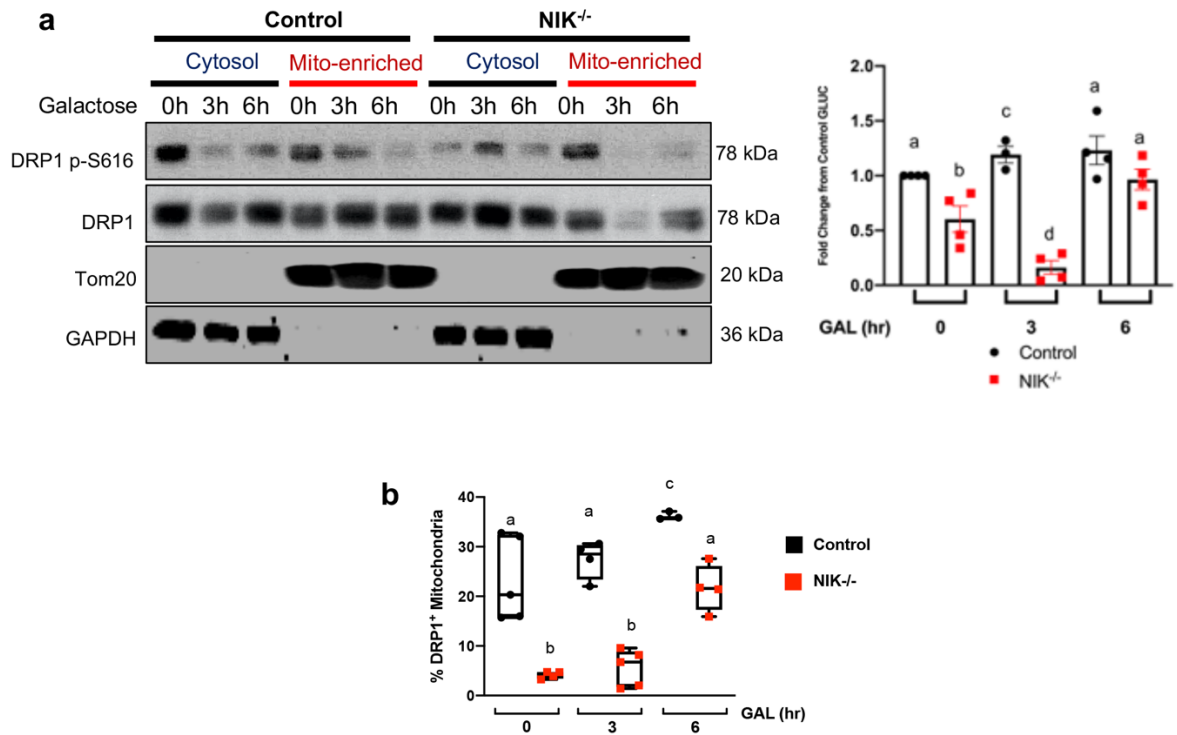 a
Control NIK-/-
Cytosol Mito-enriched Cytosol Mito-enriched
Galactose 0h 3h 6h 0h 3h 6h 0h 3h 6h 0h 3h 6h
DRP1 p-S616 78 kDa
DRP1 78 kDa
Tom20 20 kDa
GAPDH 36 kDa
Fold Change from Control GLUC
2.0
1.5
1.0
0.5
0.0
a b c d a a
GAL (hr) 0 3 6
Control
NIK-/-
b
% DRP1+ Mitochondria
40
30
20
10
0
a b a b c a
0 3 6 GAL (hr)
Control
NIK-/-